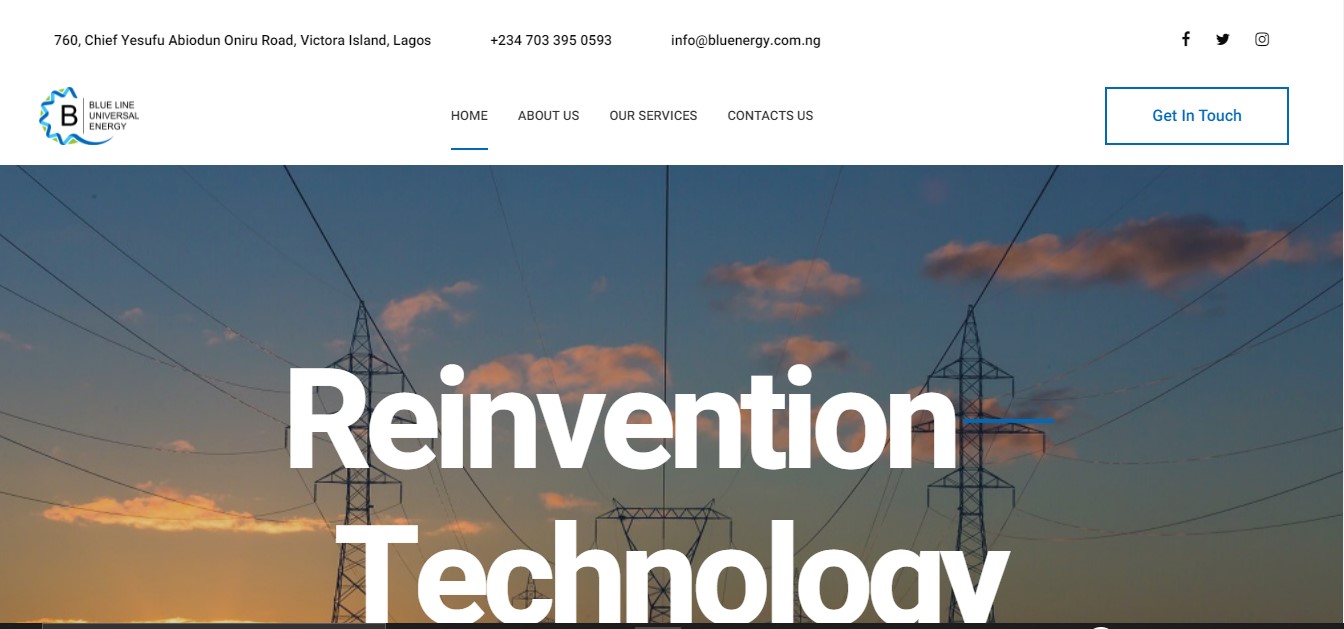 760, Chief Yesufu Abiodun Oniru Road, Victora Island, Lagos +234 703 395 0593 info@bluenergy.com.ng
B BLUE LINE
UNIVERSAL
ENERGY
HOME ABOUT US OUR SERVICES CONTACTS US Get In Touch
Reinvention
Technology